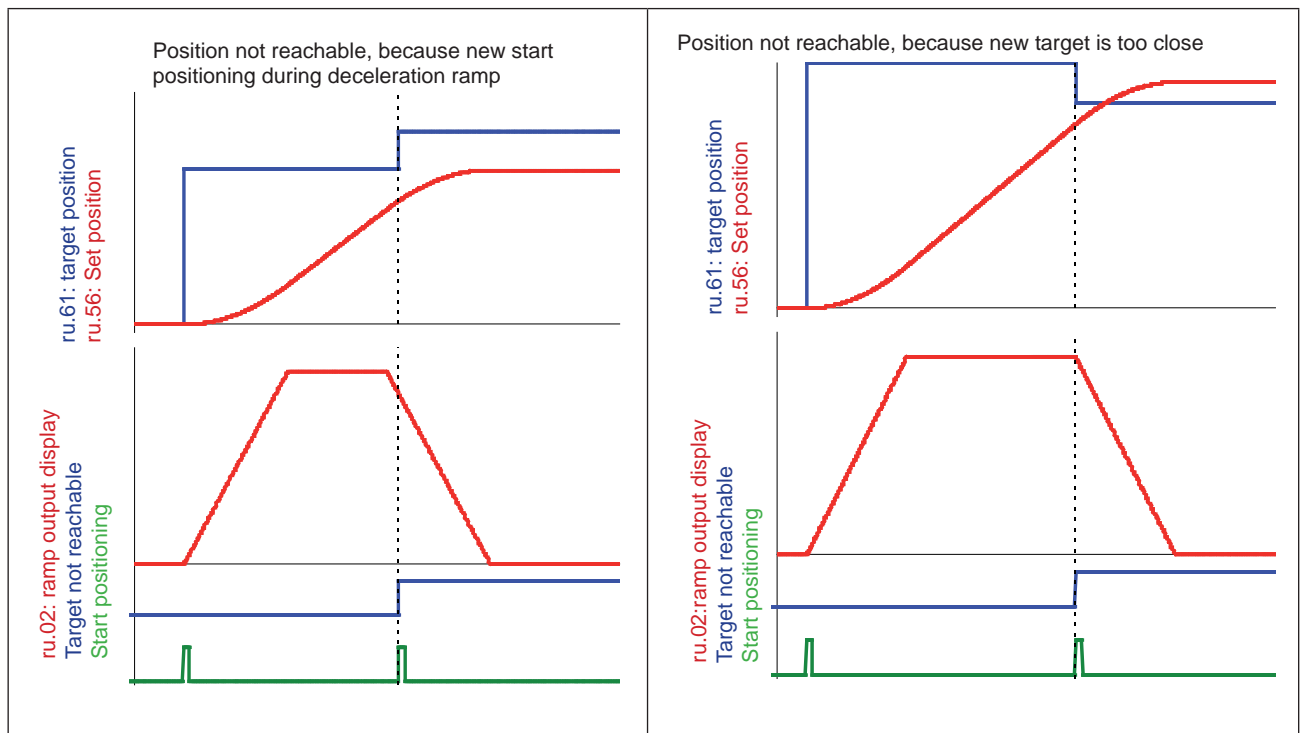 Position not reachable, because new start
positioning during deceleration ramp
ru.61: target position
ru.56: Set position
ru.02: ramp output display
Target not reachable
Start positioning
Position not reachable, because new target is too close
ru.61: target position
ru.56: Set position
ru.02:ramp output display
Target not reachable
Start positioning